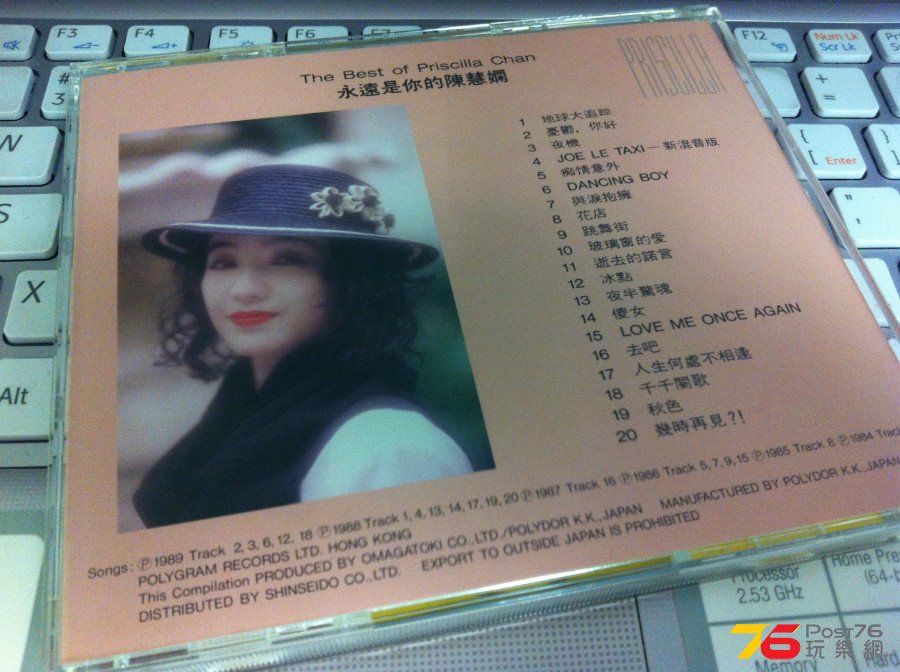 F3
F4
F5
F6
F7
F12
Num Lk
Scr Lk
#
3
+
=
W
{
[
Enter
}
]
S
"
'
X
Alt
The Best of Priscilla Chan
永遠是你的陳慧嫻
PRISCILLA
1 地球大追踪
2 憂鬱，你好
3 夜機
4 JOE LE TAXI－新混音版
5 痴情意外
6 DANCING BOY
7 與淚抱擁
8 花店
9 跳舞街
10 玻璃窗的愛
11 逝去的諾言
12 冰點
13 夜半驚魂
14 傻女
15 LOVE ME ONCE AGAIN
16 去吧
17 人生何處不相逢
18 千千闋歌
19 秋色
20 幾時再見?!
Songs: ℗1989 Track 2, 3, 6, 12, 18 ℗1988 Track 1, 4, 13, 14, 17, 19, 20 ℗1987 Track 16 ℗1986 Track 5, 7, 9, 15 ℗1985 Track 8 ℗1984 Track
POLYGRAM RECORDS LTD. HONG KONG
This Compilation PRODUCED BY OMAGATOKI CO., LTD./POLYDOR K.K., JAPAN MANUFACTURED BY POLYDOR K.K., JAPAN
DISTRIBUTED BY SHINSEIDO CO., LTD. EXPORT TO OUTSIDE JAPAN IS PROHIBITED
Processor
2.53 GHz
Home Pre
(64-b
Memory
76 Post76
玩樂網